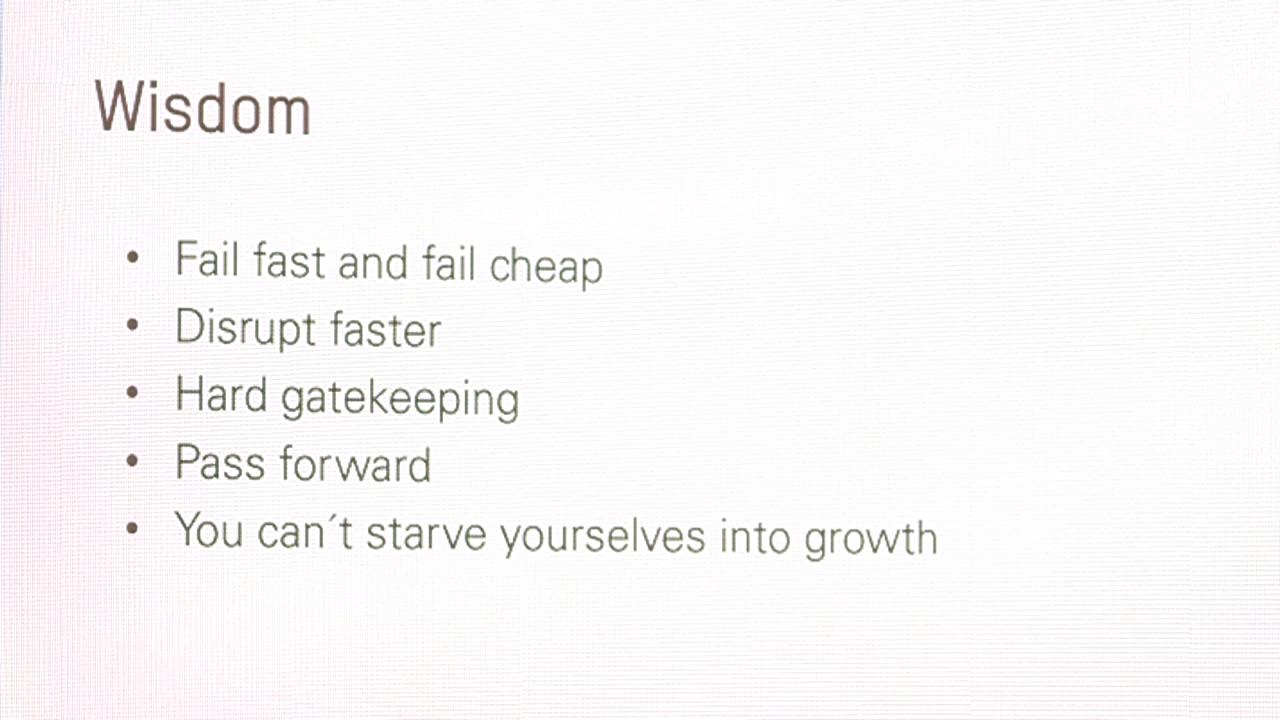 Wisdom
• Fail fast and fail cheap
• Disrupt faster
• Hard gatekeeping
• Pass forward
• You can´t starve yourselves into growth